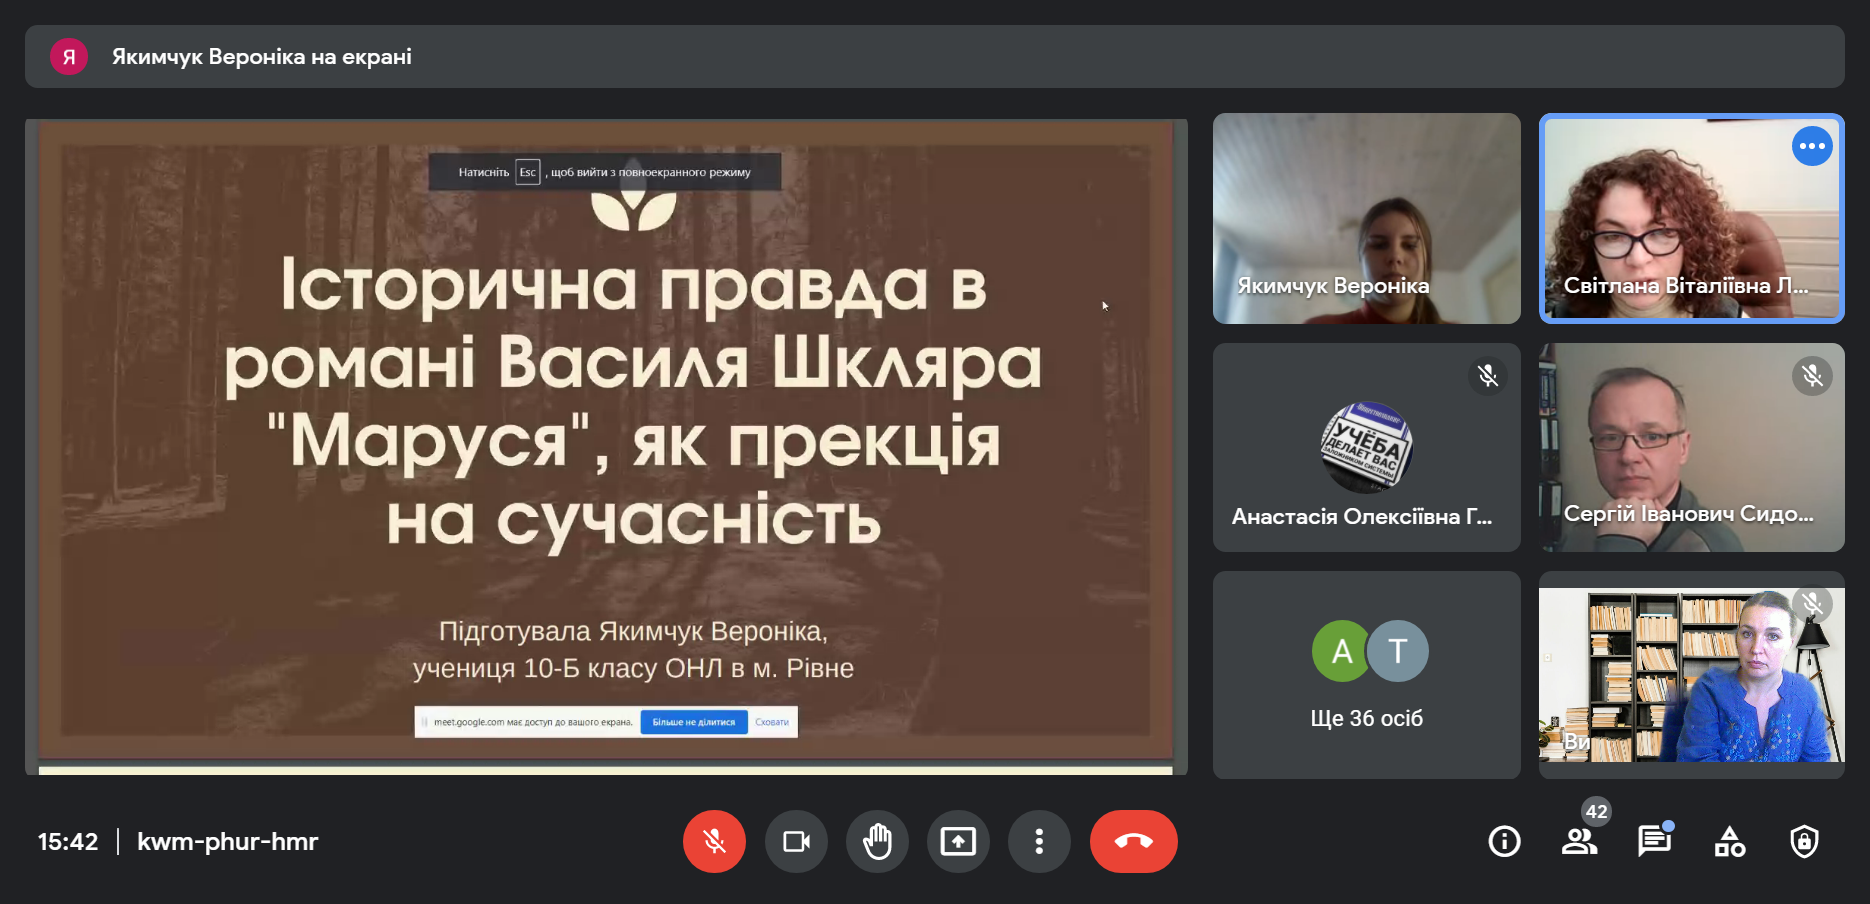 Я
Якимчук Вероніка на екрані
Натисніть Esc , щоб вийти з повноекранного режиму
Історична правда в
романі Василя Шкляра
"Маруся", як прекція
на сучасність
Підготувала Якимчук Вероніка,
учениця 10-Б класу ОНЛ в м. Рівне
meet.google.com має доступ до вашого екрана. Більше не ділитися Сховати
Якимчук Вероніка
Світлана Віталіївна Л...
УЧЁБА
ДЕЛАЕТ ВАС
ЗАЛОЖНИКОМ СИСТЕМЫ
Анастасія Олексіївна Г...
Сергій Іванович Сидо...
А Т
Ще 36 осіб
Ви
15:42 | kwm-phur-hmr
42